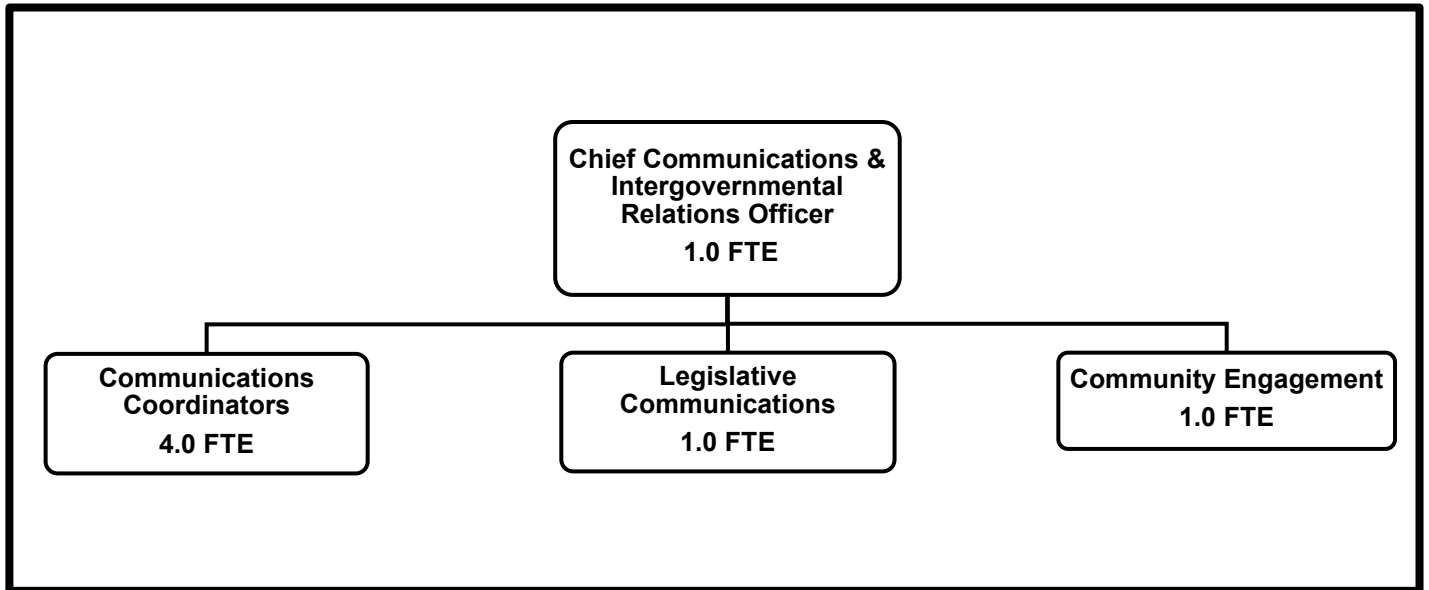 Chief Communications &
Intergovernmental
Relations Officer
1.0 FTE
Communications
Coordinators
4.0 FTE
Legislative
Communications
1.0 FTE
Community Engagement
1.0 FTE